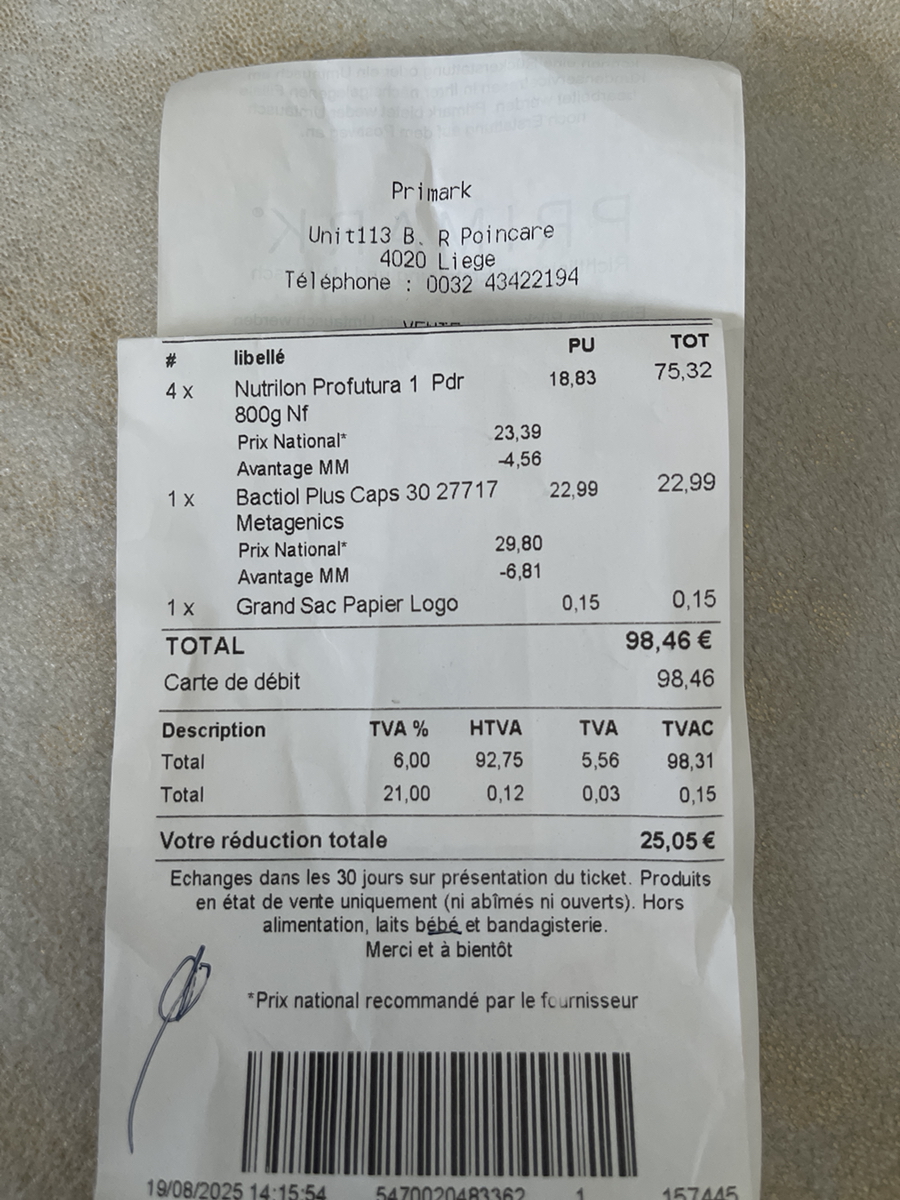 Primark
Unit113 B. R Poincare
4020 Liege
Téléphone : 0032 43422194
VENTE
# libellé PU TOT
4 x Nutrilon Profutura 1 Pdr 18,83 75,32
800g Nf
Prix National* 23,39
Avantage MM -4,56
1 x Bactiol Plus Caps 30 27717 22,99 22,99
Metagenics
Prix National* 29,80
Avantage MM -6,81
1 x Grand Sac Papier Logo 0,15 0,15
TOTAL 98,46 €
Carte de débit 98,46
Description TVA % HTVA TVA TVAC
Total 6,00 92,75 5,56 98,31
Total 21,00 0,12 0,03 0,15
Votre réduction totale 25,05 €
Echanges dans les 30 jours sur présentation du ticket. Produits
en état de vente uniquement (ni abîmés ni ouverts). Hors
alimentation, laits bébé et bandagisterie.
Merci et à bientôt
*Prix national recommandé par le fournisseur
19/08/2025 14:15:54 5470020483362 1 157445